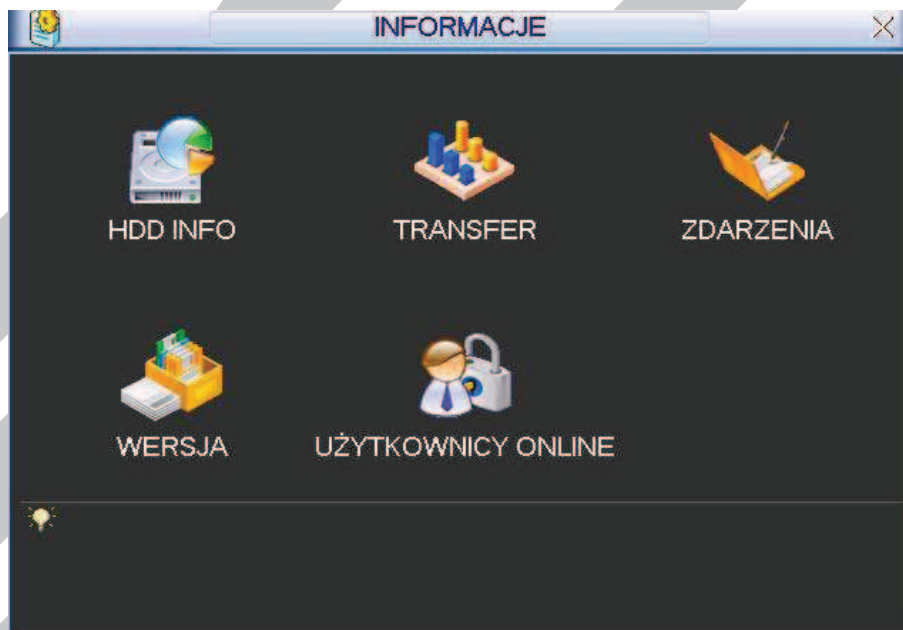 INFORMACJE
HDD INFO
TRANSFER
ZDARZENIA
WERSJA
UŻYTKOWNICY ONLINE